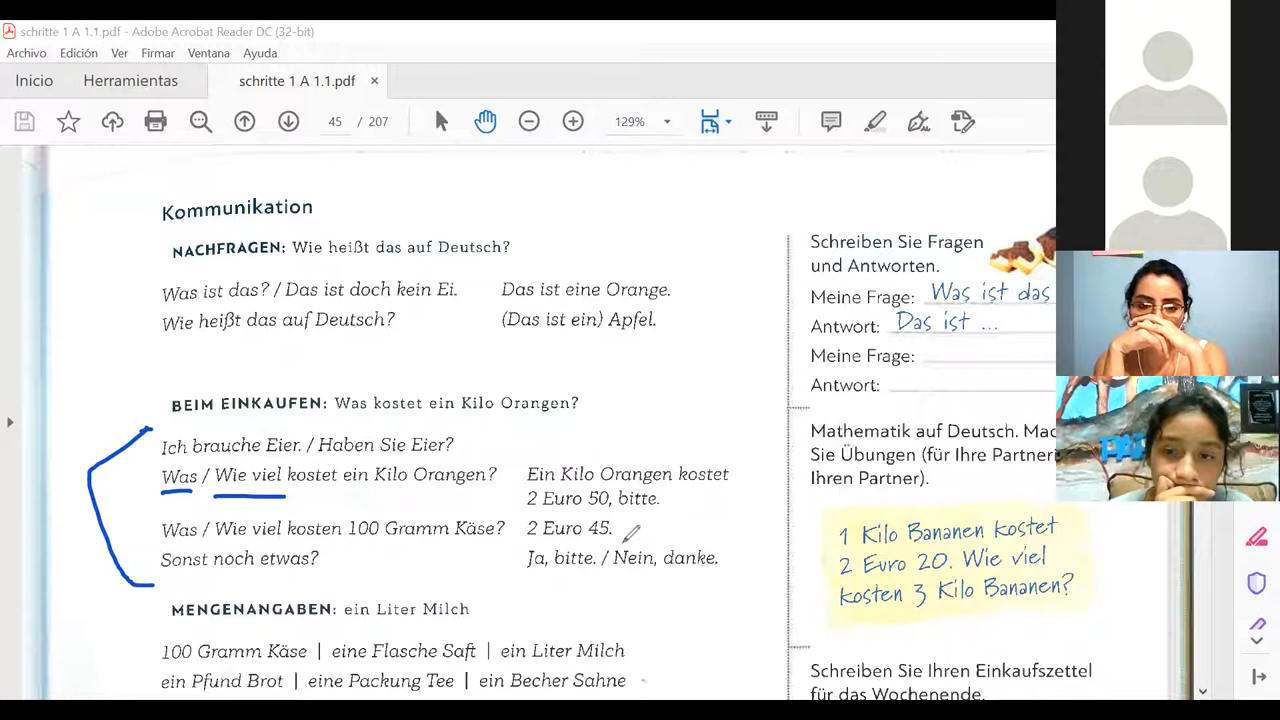 schritte 1 A 1.1.pdf - Adobe Acrobat Reader DC (32-bit)
Archivo Edición Ver Firmar Ventana Ayuda
Inicio Herramientas schritte 1 A 1.1.pdf ×
45 / 207 129%
Kommunikation
NACHFRAGEN: Wie heißt das auf Deutsch?
Was ist das? / Das ist doch kein Ei. Das ist eine Orange.
Wie heißt das auf Deutsch? (Das ist ein) Apfel.
BEIM EINKAUFEN: Was kostet ein Kilo Orangen?
Ich brauche Eier. / Haben Sie Eier?
Was / Wie viel kostet ein Kilo Orangen? Ein Kilo Orangen kostet
2 Euro 50, bitte.
Was / Wie viel kosten 100 Gramm Käse? 2 Euro 45.
Sonst noch etwas? Ja, bitte. / Nein, danke.
MENGENANGABEN: ein Liter Milch
100 Gramm Käse | eine Flasche Saft | ein Liter Milch
ein Pfund Brot | eine Packung Tee | ein Becher Sahne
Schreiben Sie Fragen
und Antworten.
Meine Frage: Was ist das
Antwort: Das ist ...
Meine Frage:
Antwort:
Mathematik auf Deutsch. Mac
Sie Übungen (für Ihre Partner
Ihren Partner).
1 Kilo Bananen kostet
2 Euro 20. Wie viel
kosten 3 Kilo Bananen?
Schreiben Sie Ihren Einkaufszettel
für das Wochenende.